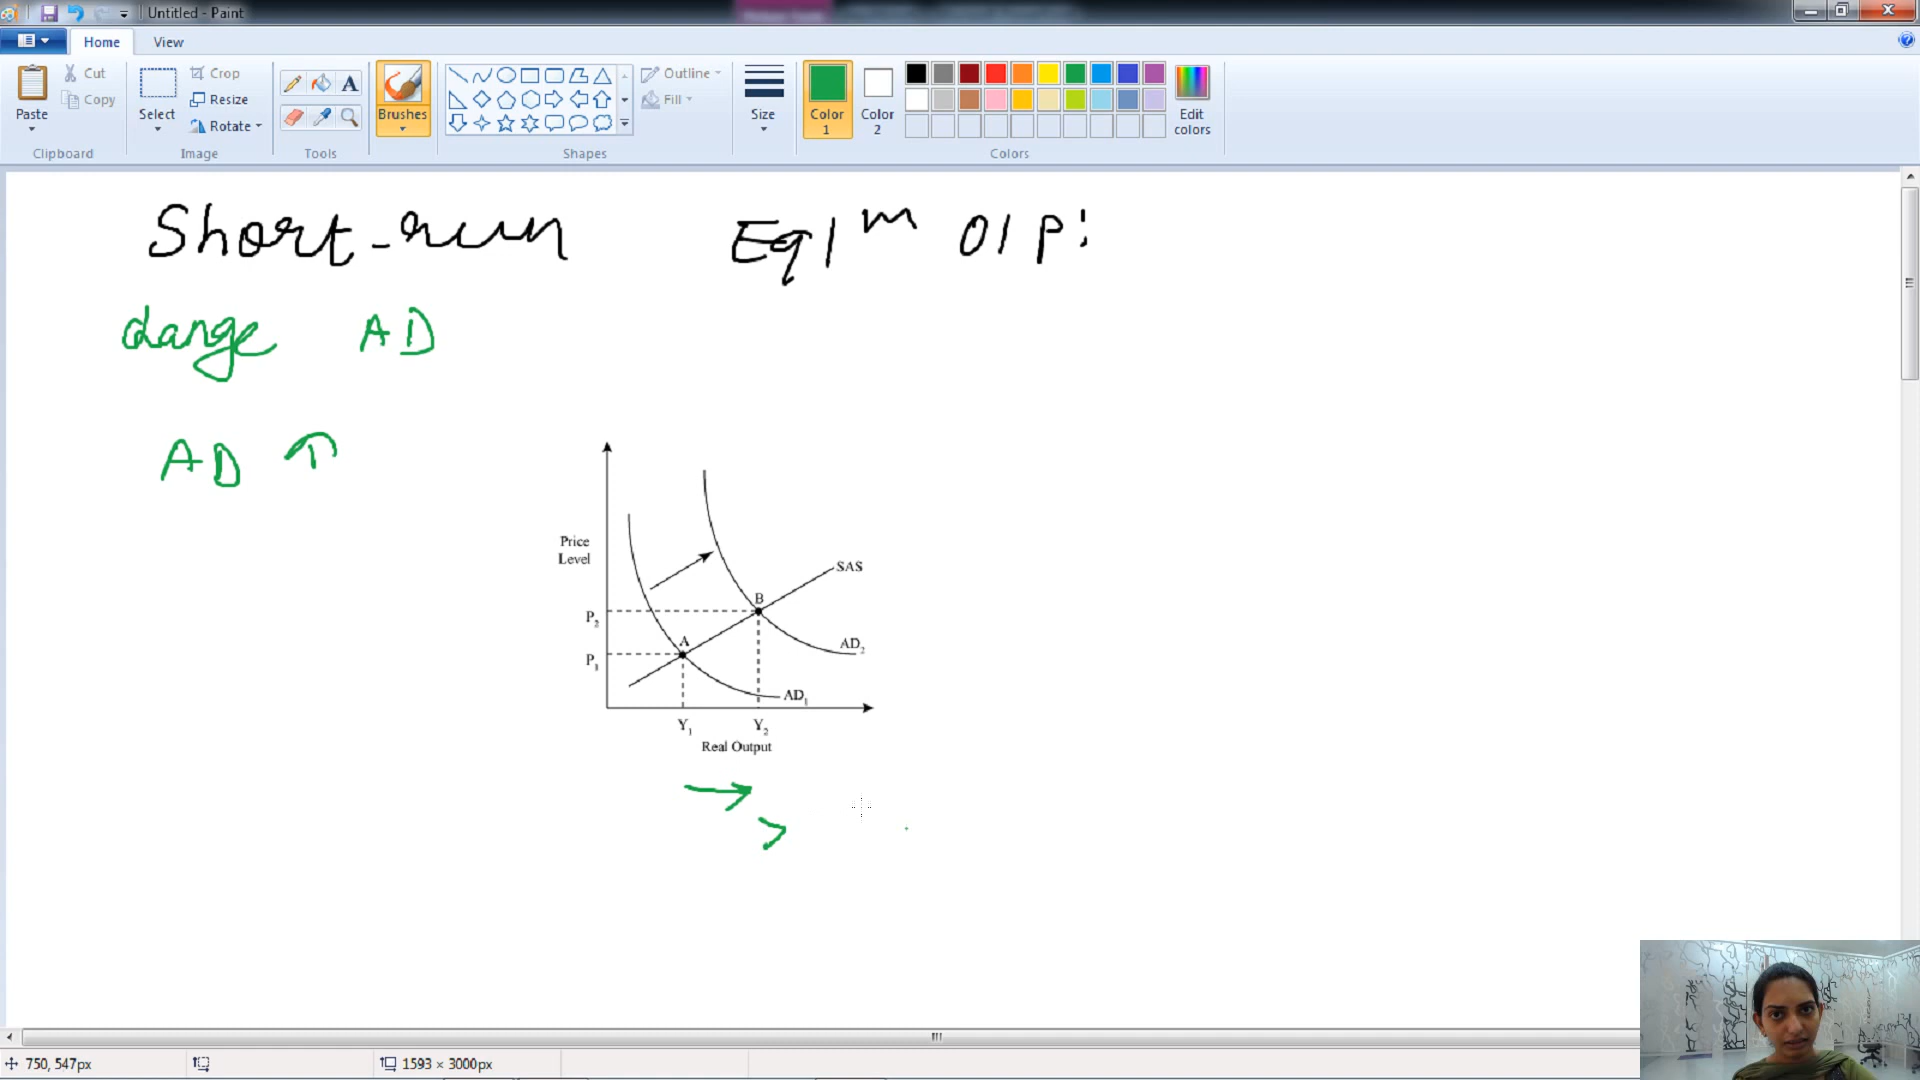 Untitled - Paint
Home View
Paste
Cut
Copy
Clipboard
Select
Crop
Resize
Rotate
Image
A
Tools
Brushes
Shapes
Outline
Fill
Size
Color 1
Color 2
Edit colors
Colors
Short-run Eqlᵐ O/P:
AD
AD ↑
Price
Level
SAS
B
P₂
A
AD₂
P₁
AD₁
Y₁ Y₂
Real Output
750, 547px
1593 × 3000px